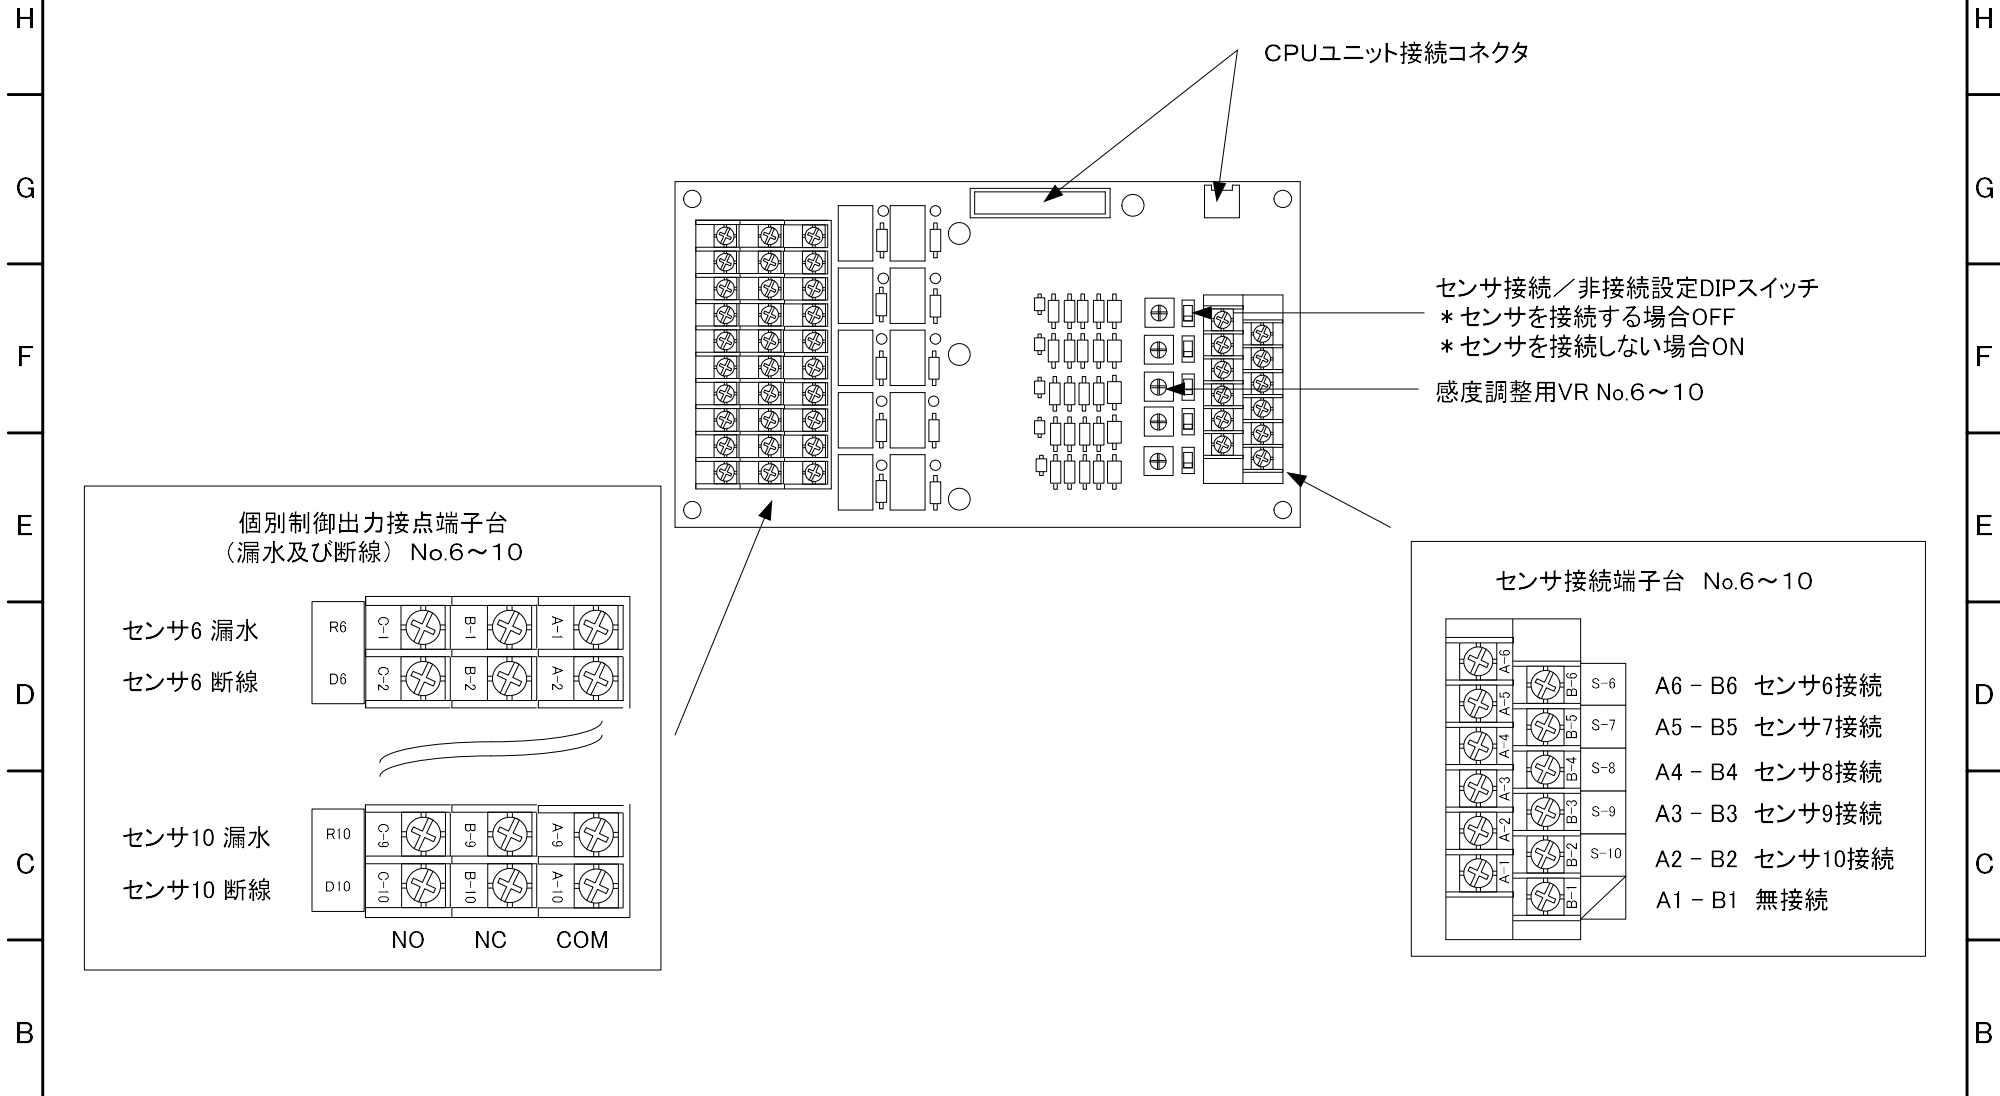 H
H
CPUユニット接続コネクタ
G
G
センサ接続／非接続設定DIPスイッチ
＊センサを接続する場合OFF
＊センサを接続しない場合ON
F
F
感度調整用VR No.6～10
E
E
個別制御出力接点端子台
（漏水及び断線） No.6～10
センサ6 漏水
R6
C-1
B-1
A-1
センサ6 断線
D6
C-2
B-2
A-2
センサ10 漏水
R10
C-9
B-9
A-9
センサ10 断線
D10
C-10
B-10
A-10
NO
NC
COM
センサ接続端子台 No.6～10
A-6
B-6
S-6
A6 - B6 センサ6接続
A-5
B-5
S-7
A5 - B5 センサ7接続
A-4
B-4
S-8
A4 - B4 センサ8接続
A-3
B-3
S-9
A3 - B3 センサ9接続
A-2
B-2
S-10
A2 - B2 センサ10接続
A-1
B-1
A1 - B1 無接続
D
D
C
C
B
B